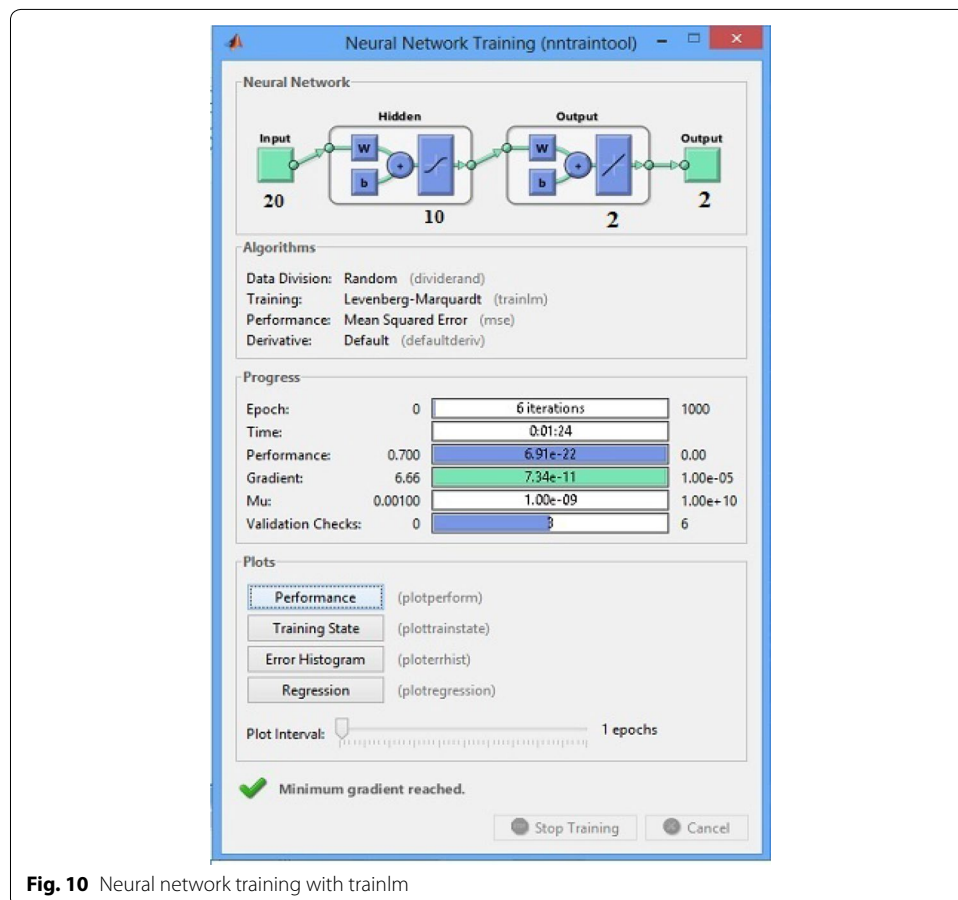 Neural Network Training (nntraintool)
Neural Network
Hidden
Output
Input
Output
W
b
+
W
b
+
20
10
2
2
Algorithms
Data Division: Random (dividerand)
Training: Levenberg-Marquardt (trainlm)
Performance: Mean Squared Error (mse)
Derivative: Default (defaultderiv)
Progress
Epoch: 0 6 iterations 1000
Time: 0:01:24
Performance: 0.700 6.91e-22 0.00
Gradient: 6.66 7.34e-11 1.00e-05
Mu: 0.00100 1.00e-09 1.00e+10
Validation Checks: 0 3 6
Plots
Performance (plotperform)
Training State (plottrainstate)
Error Histogram (ploterrhist)
Regression (plotregression)
Plot Interval: 1 epochs
Minimum gradient reached.
Stop Training Cancel
Fig. 10 Neural network training with trainlm